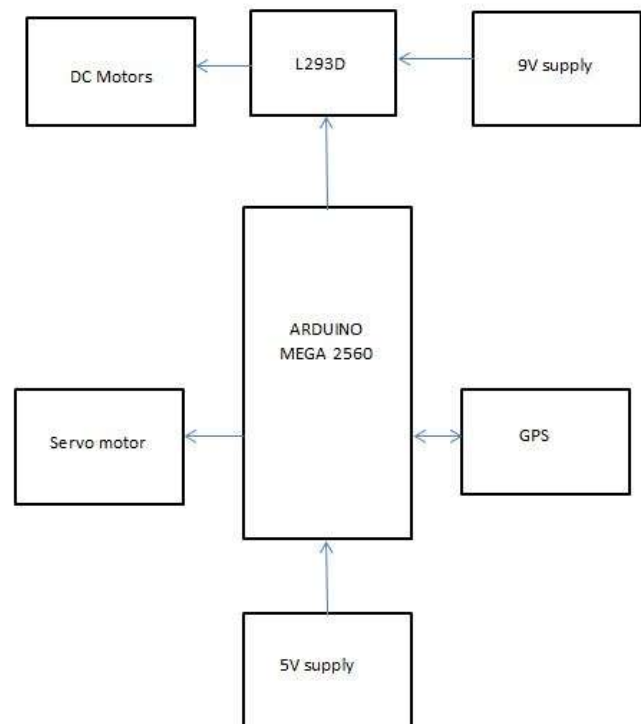 DC Motors
L293D
9V supply
ARDUINO
MEGA 2560
Servo motor
GPS
5V supply